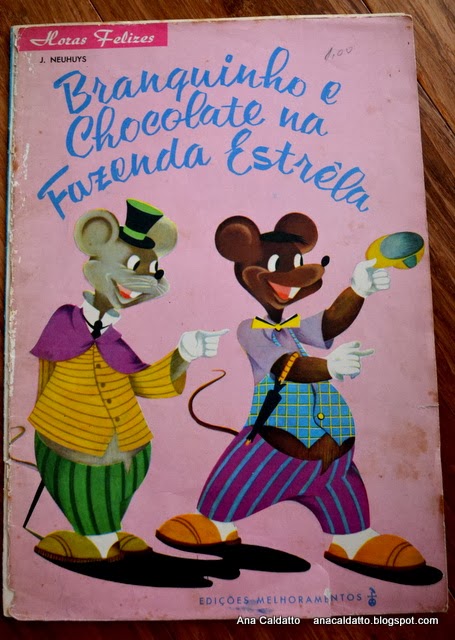 Horas Felizes
J. NEUHUYS
1,00
Branquinho e
Chocolate na
Fazenda Estrêla
EDIÇÕES MELHORAMENTOS
Ana Caldatto anacaldatto.blogspot.com